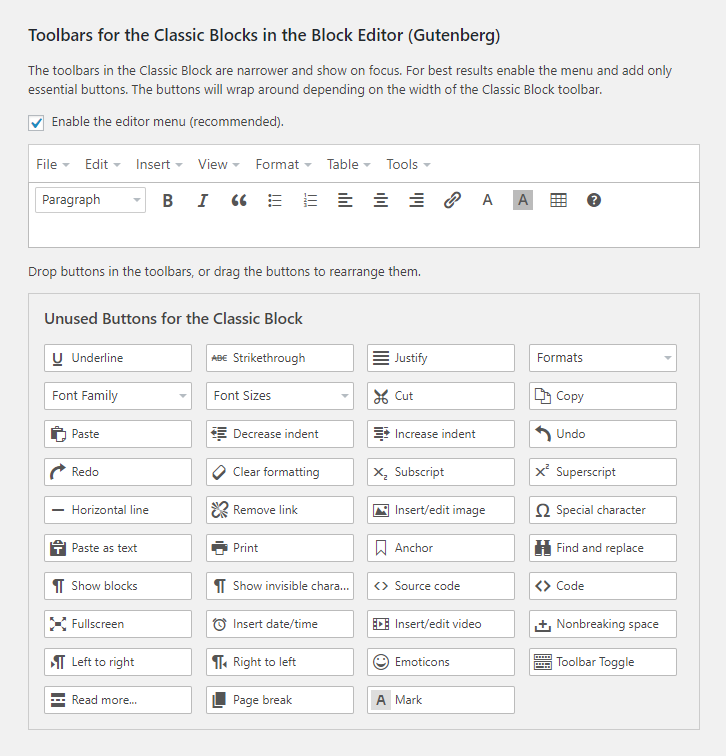 Toolbars for the Classic Blocks in the Block Editor (Gutenberg)
The toolbars in the Classic Block are narrower and show on focus. For best results enable the menu and add only
essential buttons. The buttons will wrap around depending on the width of the Classic Block toolbar.
Enable the editor menu (recommended).
File Edit Insert View Format Table Tools
Paragraph B I A A
Drop buttons in the toolbars, or drag the buttons to rearrange them.
Unused Buttons for the Classic Block
U Underline ABC Strikethrough Justify Formats
Font Family Font Sizes Cut Copy
Paste Decrease indent Increase indent Undo
Redo Clear formatting Subscript Superscript
Horizontal line Remove link Insert/edit image Ω Special character
Paste as text Print Anchor Find and replace
¶ Show blocks ¶ Show invisible chara... <> Source code <> Code
Fullscreen Insert date/time Insert/edit video Nonbreaking space
Left to right Right to left Emoticons Toolbar Toggle
Read more... Page break A Mark